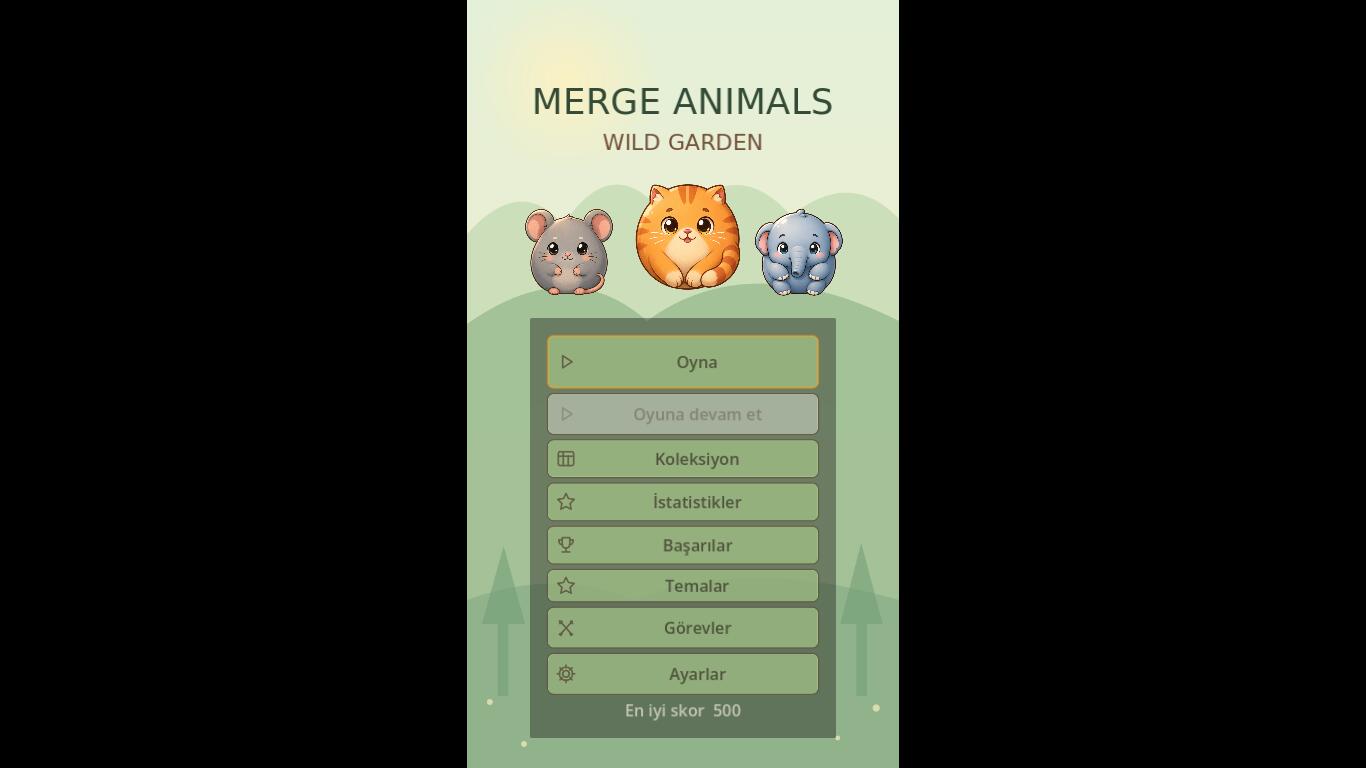 MERGE ANIMALS
WILD GARDEN
Oyna
Oyuna devam et
Koleksiyon
İstatistikler
Başarılar
Temalar
Görevler
Ayarlar
En iyi skor 500